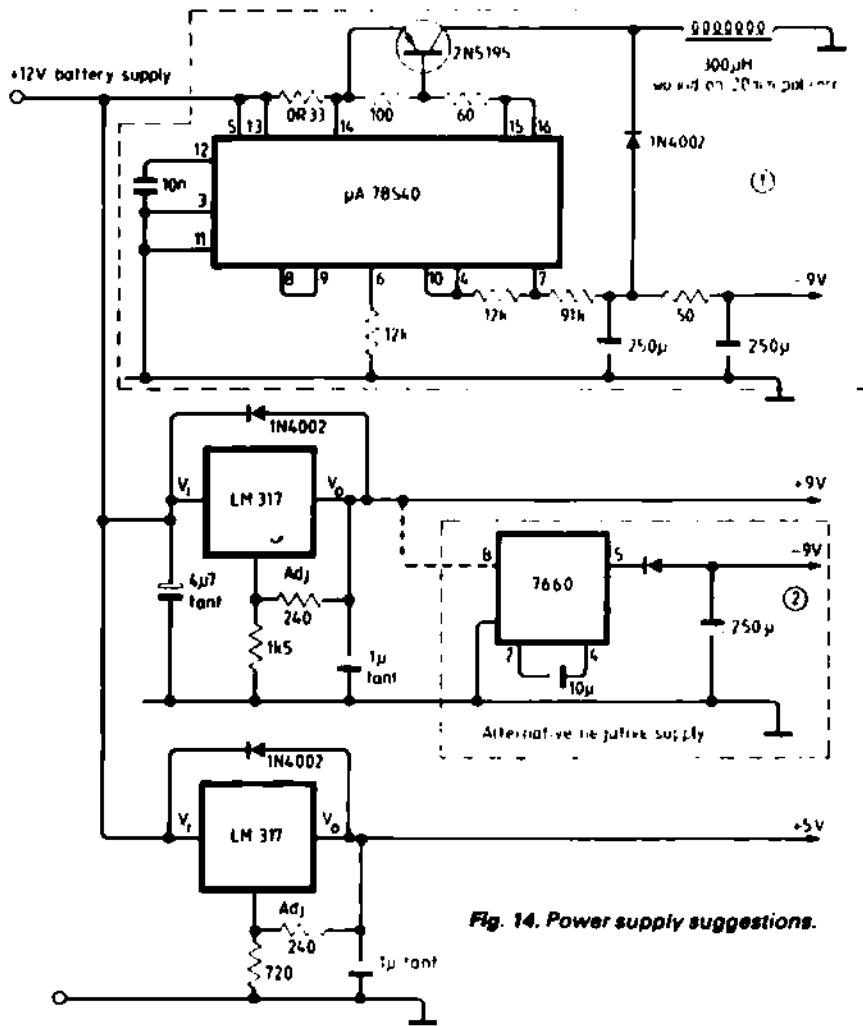 2N5195
300µH
+12V battery supply
0R33
100
60
5
13
14
15
16
1N4002
12
10n
3
11
µA 78S40
1
8
9
6
10
4
7
12k
91k
50
-9V
12k
250µ
250µ
1N4002
VI
LM 317
Vo
+9V
8
7660
5
-9V
2
4µ7
tant
Adj
240
1k5
1µ
tant
2
4
10µ
250µ
Alternative negative supply
1N4002
VI
LM 317
Vo
+5V
Adj
240
720
1µ tant
Fig. 14. Power supply suggestions.